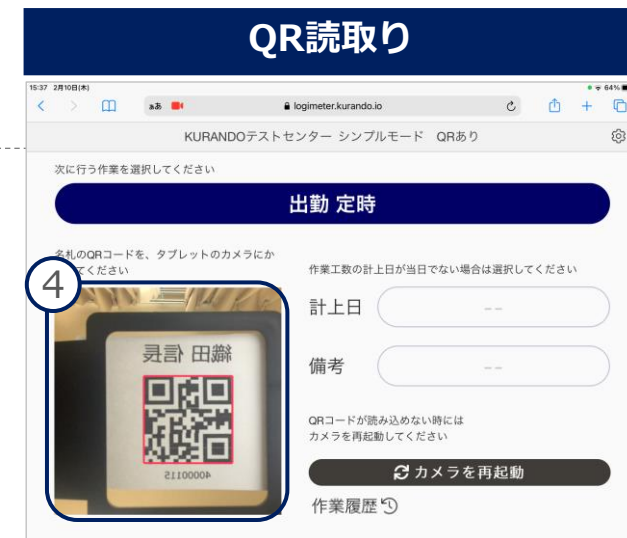 QR読取り
15:37 2月10日(木)
64%
ぁあ
logimeter.kurando.io
KURANDOテストセンター シンプルモード QRあり
次に行う作業を選択してください
出勤 定時
名札のQRコードを、タブレットのカメラにか
てください
4
織田 信長
40000115
作業工数の計上日が当日でない場合は選択してください
計上日
--
備考
--
QRコードが読み込めない時には
カメラを再起動してください
カメラを再起動
作業履歴